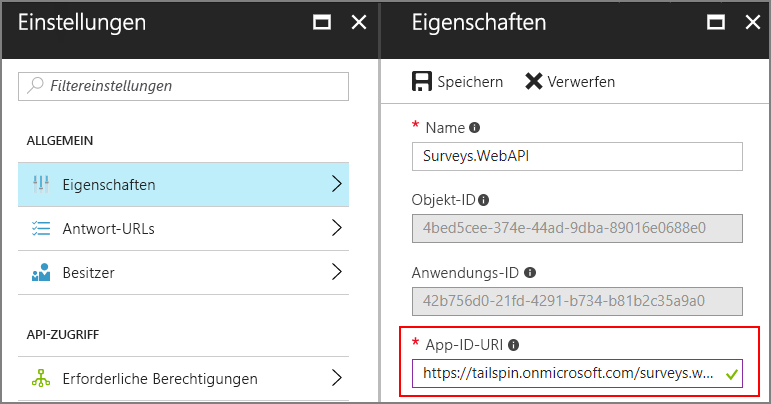 Einstellungen
Filtereinstellungen
ALLGEMEIN
Eigenschaften
Antwort-URLs
Besitzer
API-ZUGRIFF
Erforderliche Berechtigungen
Eigenschaften
Speichern Verwerfen
* Name
Surveys.WebAPI
Objekt-ID
4bed5cee-374e-44ad-9dba-89016e0688e0
Anwendungs-ID
42b756d0-21fd-4291-b734-b81b2c35a9a0
* App-ID-URI
https://tailspin.onmicrosoft.com/surveys.w...